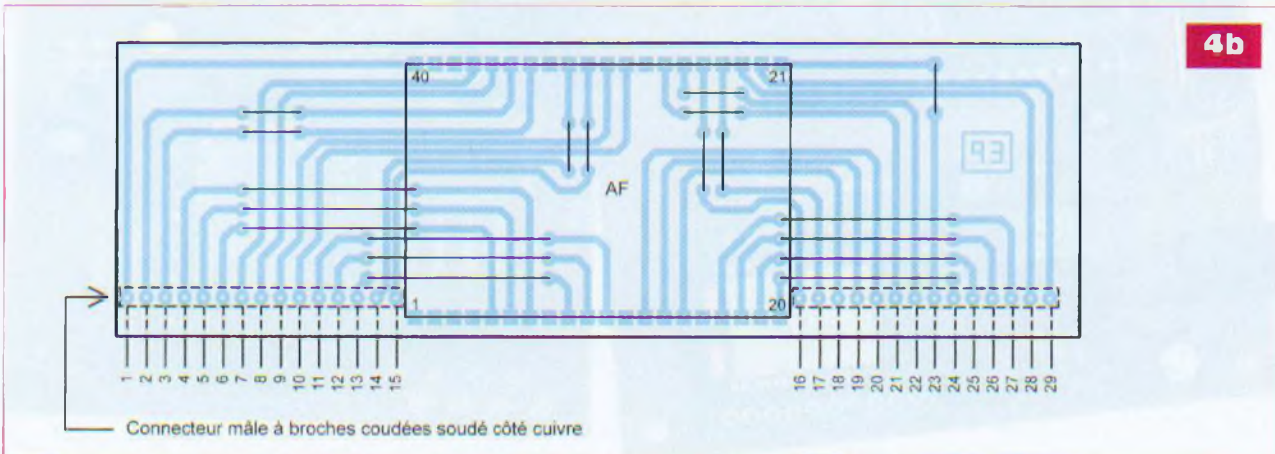 4b
40
21
AF
1
20
1 2 3 4 5 6 7 8 9 10 11 12 13 14 15
16 17 18 19 20 21 22 23 24 25 26 27 28 29
Connecteur mâle à broches coudées soudé côté cuivre